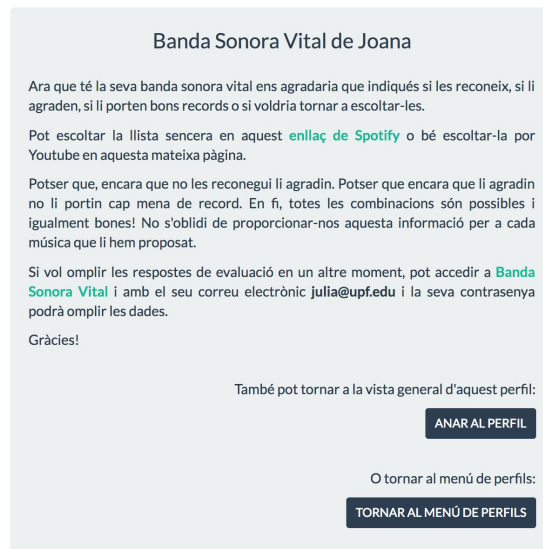 Banda Sonora Vital de Joana
Ara que té la seva banda sonora vital ens agradaria que indiqués si les reconeix, si li
agraden, si li porten bons records o si voldria tornar a escoltar-les.
Pot escoltar la llista sencera en aquest enllaç de Spotify o bé escoltar-la por
Youtube en aquesta mateixa pàgina.
Potser que, encara que no les reconegui li agradin. Potser que encara que li agradin
no li portin cap mena de record. En fi, totes les combinacions són possibles i
igualment bones! No s'oblidi de proporcionar-nos aquesta informació per a cada
música que li hem proposat.
Si vol omplir les respostes de evaluació en un altre moment, pot accedir a Banda
Sonora Vital i amb el seu correu electrònic julia@upf.edu i la seva contrasenya
podrà omplir les dades.
Gràcies!
També pot tornar a la vista general d'aquest perfil:
ANAR AL PERFIL
O tornar al menú de perfils:
TORNAR AL MENÚ DE PERFILS